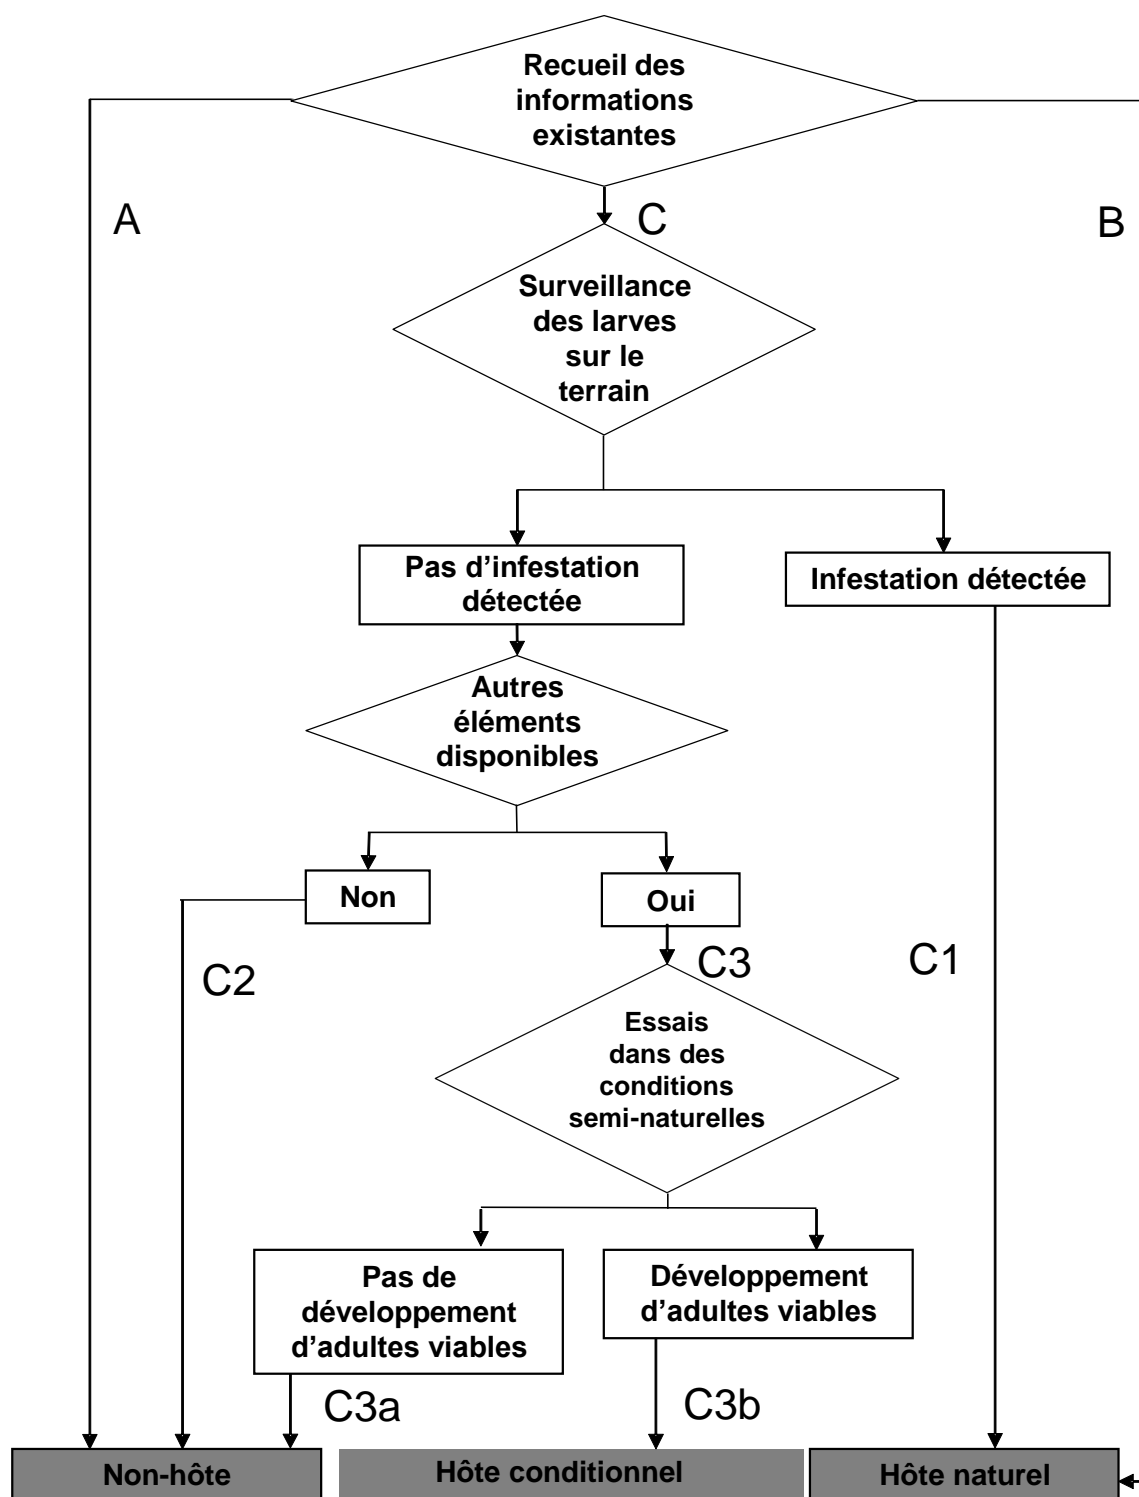 Recueil des
informations
existantes
A
C
B
Surveillance
des larves
sur le
terrain
Pas d’infestation
détectée
Infestation détectée
Autres
éléments
disponibles
Non
Oui
C2
C3
C1
Essais
dans des
conditions
semi-naturelles
Pas de
développement
d’adultes viables
Développement
d’adultes viables
C3a
C3b
Non-hôte
Hôte conditionnel
Hôte naturel